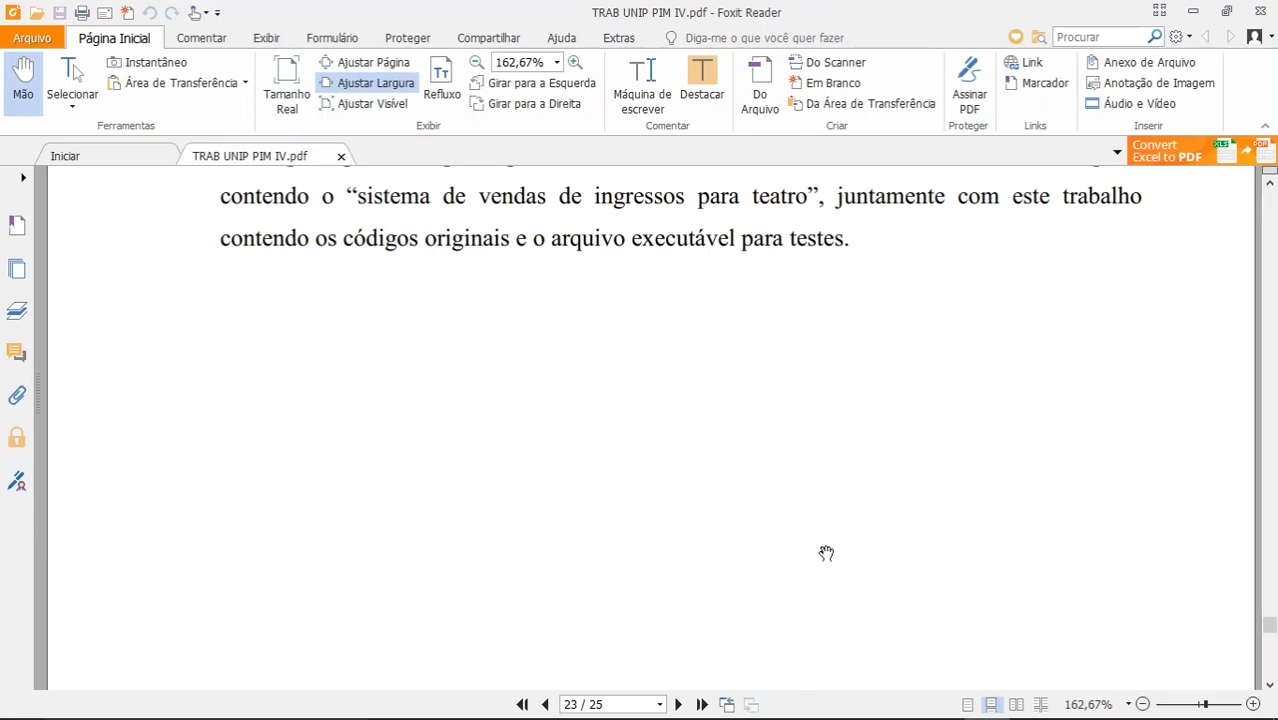 TRAB UNIP PIM IV.pdf - Foxit Reader
Arquivo Página Inicial Comentar Exibir Formulário Proteger Compartilhar Ajuda Extras Diga-me o que você quer fazer Procurar
Mão
Selecionar
Instantâneo
Área de Transferência
Ferramentas
Tamanho
Real
Ajustar Página
Ajustar Largura
Ajustar Visível
Refluxo
162,67%
Girar para a Esquerda
Girar para a Direita
Exibir
Máquina de
escrever
Destacar
Comentar
Do
Arquivo
Do Scanner
Em Branco
Da Área de Transferência
Criar
Assinar
PDF
Proteger
Link
Marcador
Links
Anexo de Arquivo
Anotação de Imagem
Áudio e Vídeo
Inserir
Iniciar
TRAB UNIP PIM IV.pdf
Convert
Excel to PDF
contendo o “sistema de vendas de ingressos para teatro”, juntamente com este trabalho
contendo os códigos originais e o arquivo executável para testes.
23 / 25
162,67%